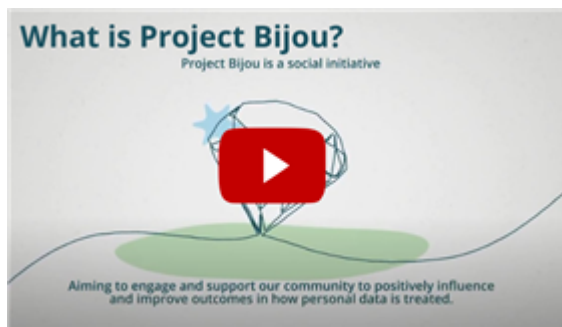 What is Project Bijou?
Project Bijou is a social initiative
Aiming to engage and support our community to positively influence
and improve outcomes in how personal data is treated.